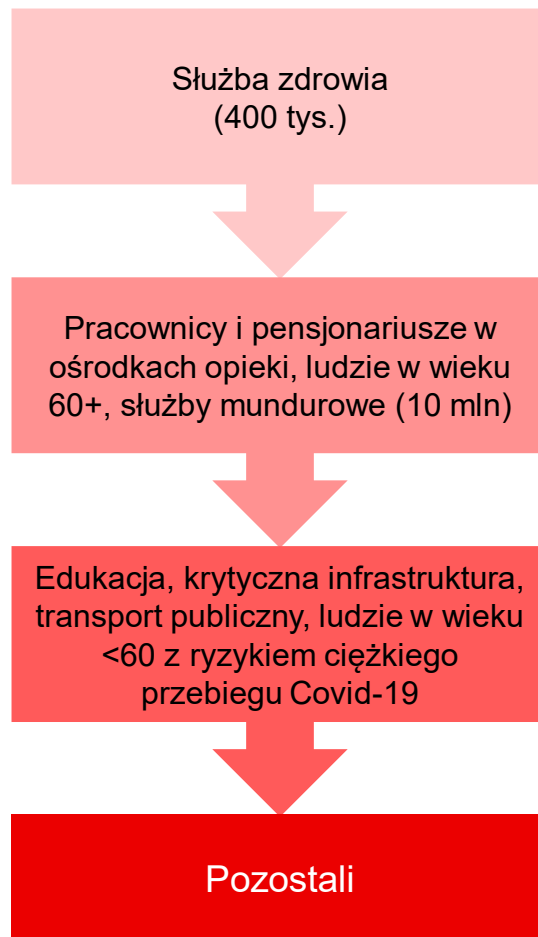 Służba zdrowia
(400 tys.)
Pracownicy i pensjonariusze w
ośrodkach opieki, ludzie w wieku
60+, służby mundurowe (10 mln)
Edukacja, krytyczna infrastruktura,
transport publiczny, ludzie w wieku
<60 z ryzykiem ciężkiego
przebiegu Covid-19
Pozostali